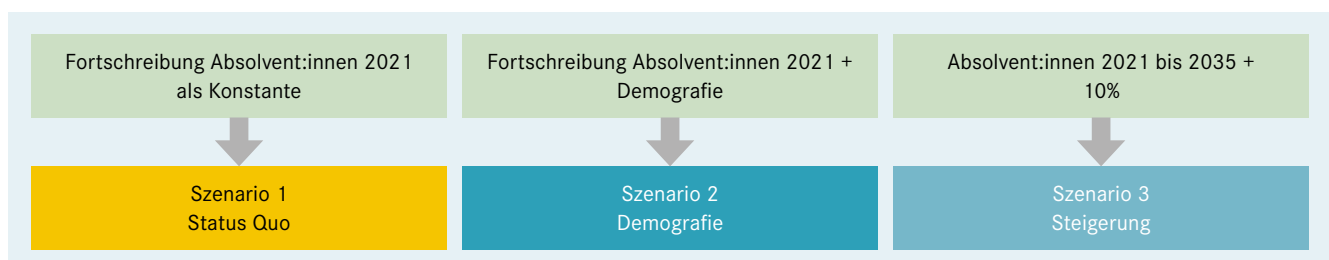 Fortschreibung Absolvent:innen 2021
als Konstante
Fortschreibung Absolvent:innen 2021 +
Demografie
Absolvent:innen 2021 bis 2035 +
10%
Szenario 1
Status Quo
Szenario 2
Demografie
Szenario 3
Steigerung